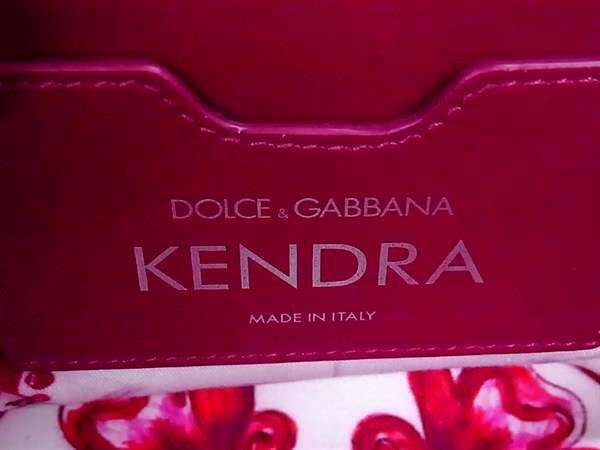 DOLCE & GABBANA
KENDRA
MADE IN ITALY